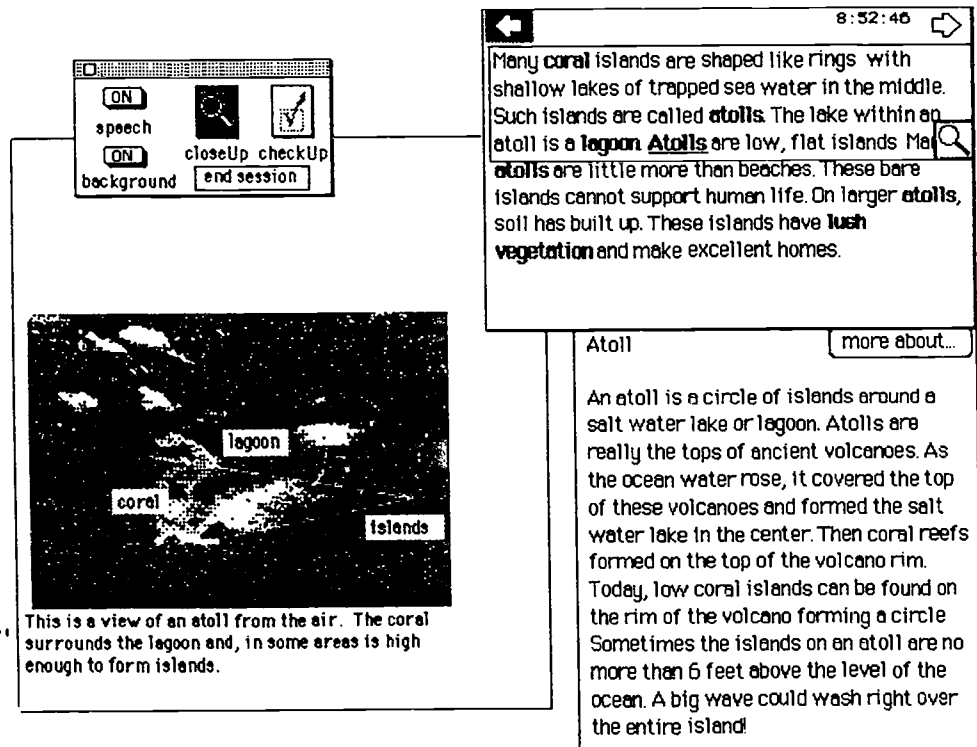 ON
speech
ON
background
closeUp checkUp
end session
8:52:46
Many coral islands are shaped like rings with
shallow lakes of trapped sea water in the middle.
Such islands are called atolls. The lake within an
atoll is a lagoon Atolls are low, flat islands Ma
atolls are little more than beaches. These bare
islands cannot support human life. On larger atolls,
soil has built up. These islands have lush
vegetation and make excellent homes.
lagoon
coral
islands
This is a view of an atoll from the air. The coral
surrounds the lagoon and, in some areas is high
enough to form islands.
Atoll
more about...
An atoll is a circle of islands around a
salt water lake or lagoon. Atolls are
really the tops of ancient volcanoes. As
the ocean water rose, it covered the top
of these volcanoes and formed the salt
water lake in the center. Then coral reefs
formed on the top of the volcano rim.
Today, low coral islands can be found on
the rim of the volcano forming a circle
Sometimes the islands on an atoll are no
more than 6 feet above the level of the
ocean. A big wave could wash right over
the entire island!